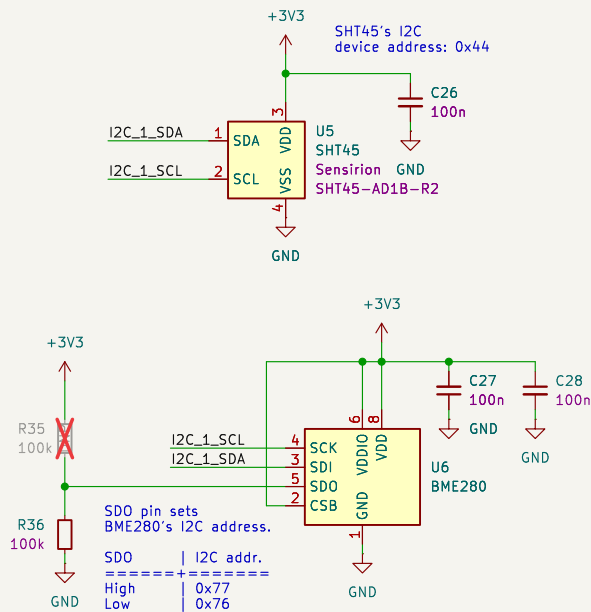 +3V3
SHT45's I2C
device address: 0x44
C26
100n
GND
I2C_1_SDA
I2C_1_SCL
1
2
3
4
SDA
SCL
VDD
VSS
U5
SHT45
Sensirion
SHT45-AD1B-R2
GND
+3V3
+3V3
R35
100k
C27
100n
GND
C28
100n
GND
I2C_1_SCL
I2C_1_SDA
4
3
5
2
6
8
1
SCK
SDI
SDO
CSB
VDDIO
VDD
GND
U6
BME280
GND
R36
100k
GND
SDO pin sets
BME280's I2C address.
SDO | I2C addr.
======+=======
High | 0x77
Low | 0x76